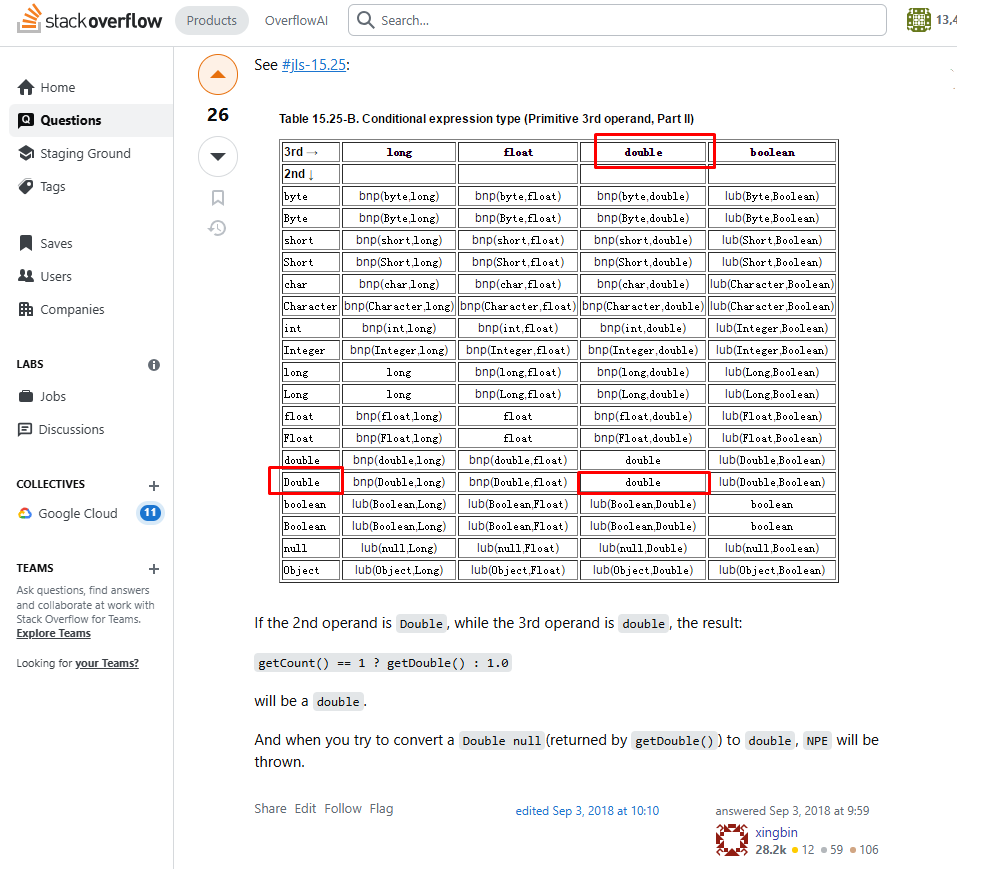 stackoverflow Products OverflowAI Search... 13,4
Home
Questions
Staging Ground
Tags
Saves
Users
Companies
LABS
Jobs
Discussions
COLLECTIVES +
Google Cloud 11
TEAMS +
Ask questions, find answers
and collaborate at work with
Stack Overflow for Teams.
Explore Teams
Looking for your Teams?
See #jls-15.25:
26
Table 15.25-B. Conditional expression type (Primitive 3rd operand, Part II)
3rd → long float double boolean
2nd ↓
byte bnp(byte,long) bnp(byte,float) bnp(byte,double) lub(Byte,Boolean)
Byte bnp(Byte,long) bnp(Byte,float) bnp(Byte,double) lub(Byte,Boolean)
short bnp(short,long) bnp(short,float) bnp(short,double) lub(Short,Boolean)
Short bnp(Short,long) bnp(Short,float) bnp(Short,double) lub(Short,Boolean)
char bnp(char,long) bnp(char,float) bnp(char,double) lub(Character,Boolean)
Character bnp(Character,long) bnp(Character,float) bnp(Character,double) lub(Character,Boolean)
int bnp(int,long) bnp(int,float) bnp(int,double) lub(Integer,Boolean)
Integer bnp(Integer,long) bnp(Integer,float) bnp(Integer,double) lub(Integer,Boolean)
long long bnp(long,float) bnp(long,double) lub(Long,Boolean)
Long long bnp(Long,float) bnp(Long,double) lub(Long,Boolean)
float bnp(float,long) float bnp(float,double) lub(Float,Boolean)
Float bnp(Float,long) float bnp(Float,double) lub(Float,Boolean)
double bnp(double,long) bnp(double,float) double lub(Double,Boolean)
Double bnp(Double,long) bnp(Double,float) double lub(Double,Boolean)
boolean lub(Boolean,Long) lub(Boolean,Float) lub(Boolean,Double) boolean
Boolean lub(Boolean,Long) lub(Boolean,Float) lub(Boolean,Double) boolean
null lub(null,Long) lub(null,Float) lub(null,Double) lub(null,Boolean)
Object lub(Object,Long) lub(Object,Float) lub(Object,Double) lub(Object,Boolean)
If the 2nd operand is Double, while the 3rd operand is double, the result:
getCount() == 1 ? getDouble() : 1.0
will be a double.
And when you try to convert a Double null(returned by getDouble()) to double, NPE will be
thrown.
Share Edit Follow Flag
edited Sep 3, 2018 at 10:10
answered Sep 3, 2018 at 9:59
xingbin
28.2k 12 59 106